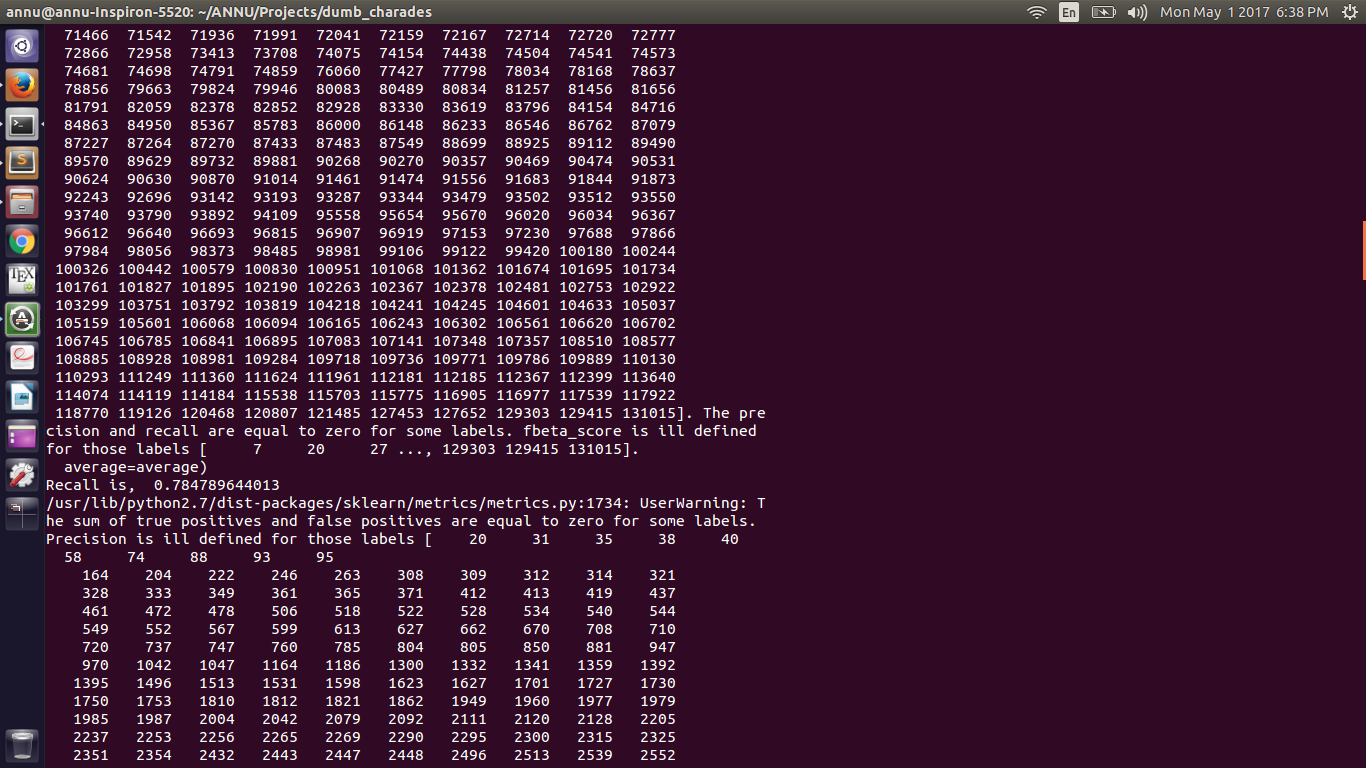 annu@annu-Inspiron-5520: ~/ANNU/Projects/dumb_charades En Mon May 1 2017 6:38 PM
71466 71542 71936 71991 72041 72159 72167 72714 72720 72777
72866 72958 73413 73708 74075 74154 74438 74504 74541 74573
74681 74698 74791 74859 76060 77427 77798 78034 78168 78637
78856 79663 79824 79946 80083 80489 80834 81257 81456 81656
81791 82059 82378 82852 82928 83330 83619 83796 84154 84716
84863 84950 85367 85783 86000 86148 86233 86546 86762 87079
87227 87264 87270 87433 87483 87549 88699 88925 89112 89490
89570 89629 89732 89881 90268 90270 90357 90469 90474 90531
90624 90630 90870 91014 91461 91474 91556 91683 91844 91873
92243 92696 93142 93193 93287 93344 93479 93502 93512 93550
93740 93790 93892 94109 95558 95654 95670 96020 96034 96367
96612 96640 96693 96815 96907 96919 97153 97230 97688 97866
97984 98056 98373 98485 98981 99106 99122 99420 100180 100244
100326 100442 100579 100830 100951 101068 101362 101674 101695 101734
101761 101827 101895 102190 102263 102367 102378 102481 102753 102922
103299 103751 103792 103819 104218 104241 104245 104601 104633 105037
105159 105601 106068 106094 106165 106243 106302 106561 106620 106702
106745 106785 106841 106895 107083 107141 107348 107357 108510 108577
108885 108928 108981 109284 109718 109736 109771 109786 109889 110130
110293 111249 111360 111624 111961 112181 112185 112367 112399 113640
114074 114119 114184 115538 115703 115775 116905 116977 117539 117922
118770 119126 120468 120807 121485 127453 127652 129303 129415 131015]. The pre
cision and recall are equal to zero for some labels. fbeta_score is ill defined
for those labels [ 7 20 27 ..., 129303 129415 131015].
average=average)
Recall is, 0.784789644013
/usr/lib/python2.7/dist-packages/sklearn/metrics/metrics.py:1734: UserWarning: T
he sum of true positives and false positives are equal to zero for some labels.
Precision is ill defined for those labels [ 20 31 35 38 40
58 74 88 93 95
164 204 222 246 263 308 309 312 314 321
328 333 349 361 365 371 412 413 419 437
461 472 478 506 518 522 528 534 540 544
549 552 567 599 613 627 662 670 708 710
720 737 747 760 785 804 805 850 881 947
970 1042 1047 1164 1186 1300 1332 1341 1359 1392
1395 1496 1513 1531 1598 1623 1627 1701 1727 1730
1750 1753 1810 1812 1821 1862 1949 1960 1977 1979
1985 1987 2004 2042 2079 2092 2111 2120 2128 2205
2237 2253 2256 2265 2269 2290 2295 2300 2315 2325
2351 2354 2432 2443 2447 2448 2496 2513 2539 2552